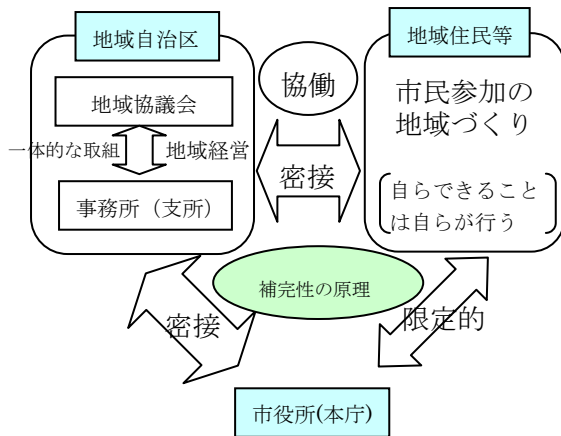 地域自治区
地域協議会
一体的な取組
地域経営
事務所（支所）
協働
密接
地域住民等
市民参加の
地域づくり
自らできること
は自らが行う
補完性の原理
密接
限定的
市役所(本庁)